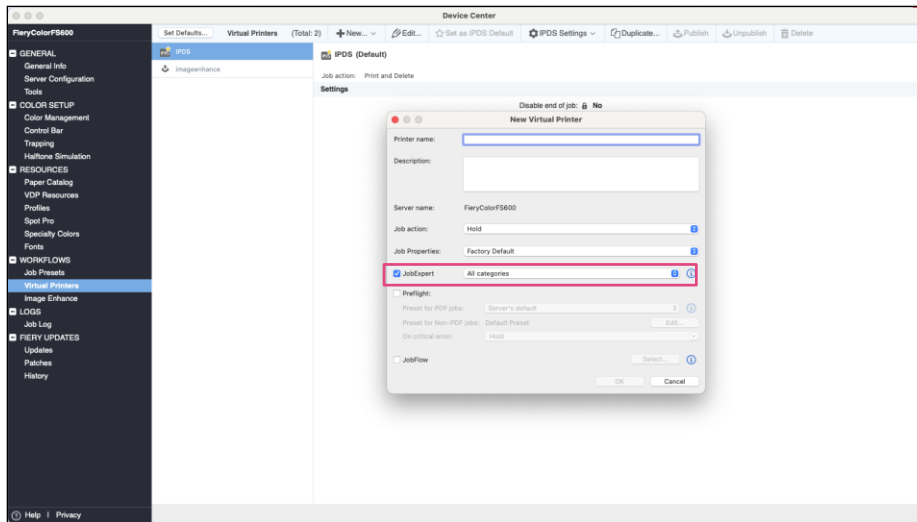 Device Center
FieryColorFS600
Set Defaults... Virtual Printers (Total: 2) New... Edit... Set as IPDS Default IPDS Settings Duplicate... Publish Unpublish Delete
GENERAL
General Info
Server Configuration
Tools
COLOR SETUP
Color Management
Control Bar
Trapping
Halftone Simulation
RESOURCES
Paper Catalog
VDP Resources
Profiles
Spot Pro
Specialty Colors
Fonts
WORKFLOWS
Job Presets
Virtual Printers
Image Enhance
LOGS
Job Log
FIERY UPDATES
Updates
Patches
History
Help | Privacy
IPDS
imageenhance
IPDS (Default)
Job action: Print and Delete
Settings
Disable end of job: No
New Virtual Printer
Printer name:
Description:
Server name: FieryColorFS600
Job action: Hold
Job Properties: Factory Default
JobExpert All categories
Preflight:
Preset for PDF jobs: Server's default
Preset for Non-PDF jobs: Default Preset Edit...
On critical error: Hold
JobFlow Select...
OK Cancel